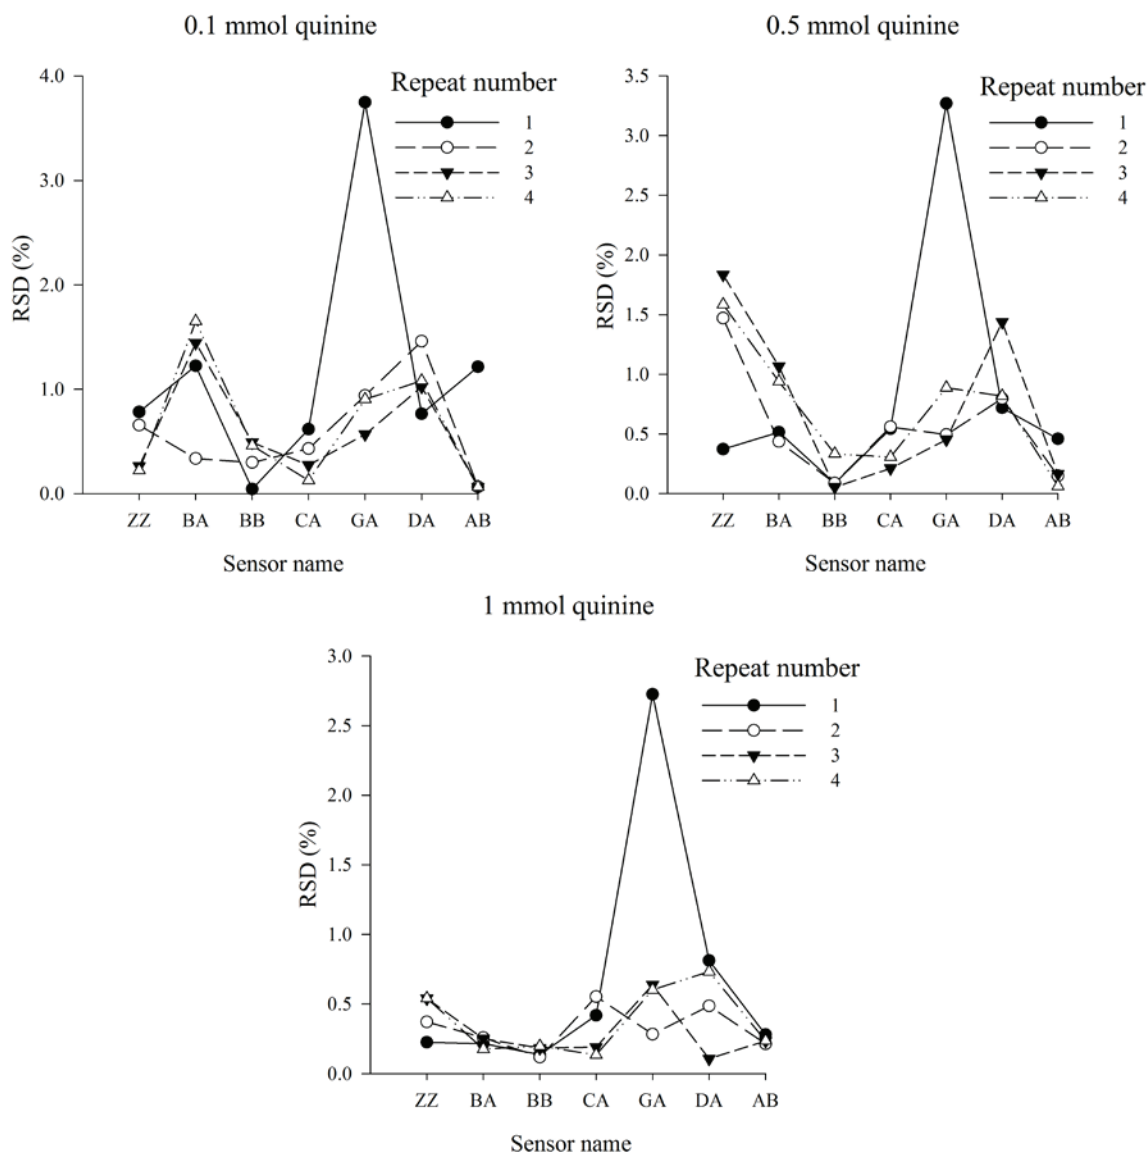 0.1 mmol quinine
4.0
3.0
2.0
1.0
0.0
RSD (%)
Repeat number
1
2
3
4
ZZ BA BB CA GA DA AB
Sensor name
0.5 mmol quinine
3.5
3.0
2.5
2.0
1.5
1.0
0.5
0.0
RSD (%)
Repeat number
1
2
3
4
ZZ BA BB CA GA DA AB
Sensor name
1 mmol quinine
3.0
2.5
2.0
1.5
1.0
0.5
0.0
RSD (%)
Repeat number
1
2
3
4
ZZ BA BB CA GA DA AB
Sensor name